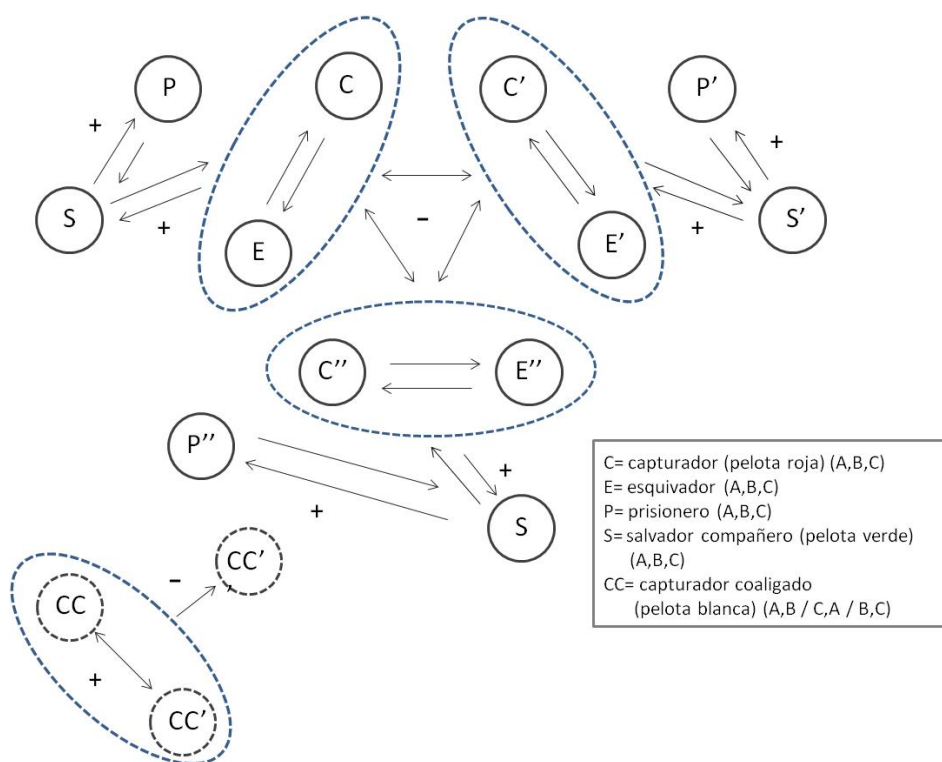 P
C
C’
P’
+
+
S
E
+
–
E’
+
S’
C’’
E’’
P’’
+
+
S
CC’
’
–
CC
+
CC’
C= capturador (pelota roja) (A,B,C)
E= esquivador (A,B,C)
P= prisionero (A,B,C)
S= salvador compañero (pelota verde)
(A,B,C)
CC= capturador coaligado
(pelota blanca) (A,B / C,A / B,C)